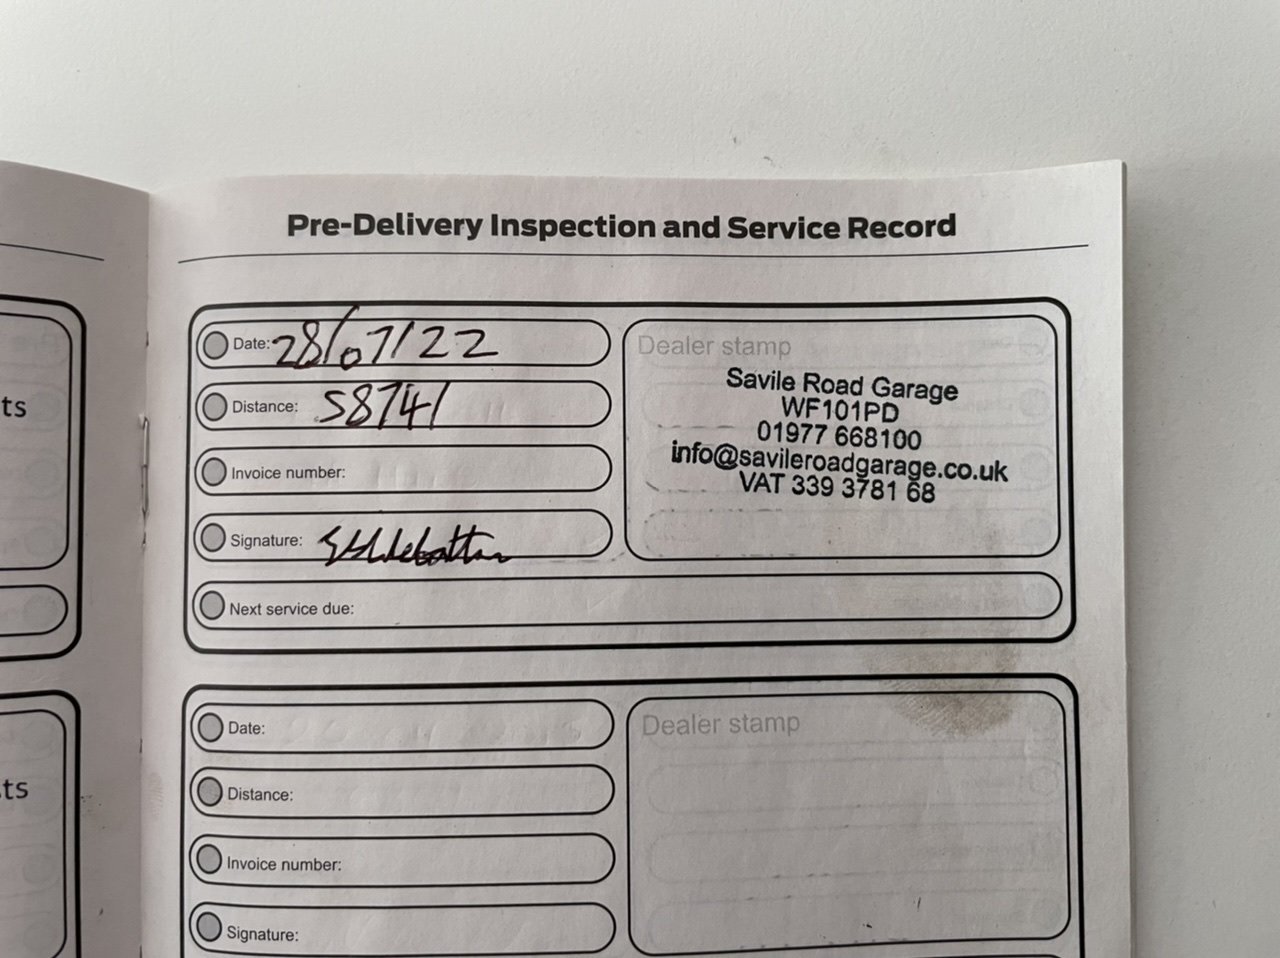 Pre-Delivery Inspection and Service Record
ts
Date: 28/07/22
Distance: 58741
Invoice number:
Signature:
Next service due:
Dealer stamp
Savile Road Garage
WF101PD
01977 668100
info@savileroadgarage.co.uk
VAT 339 3781 68
ts
Date:
Distance:
Invoice number:
Signature:
Dealer stamp